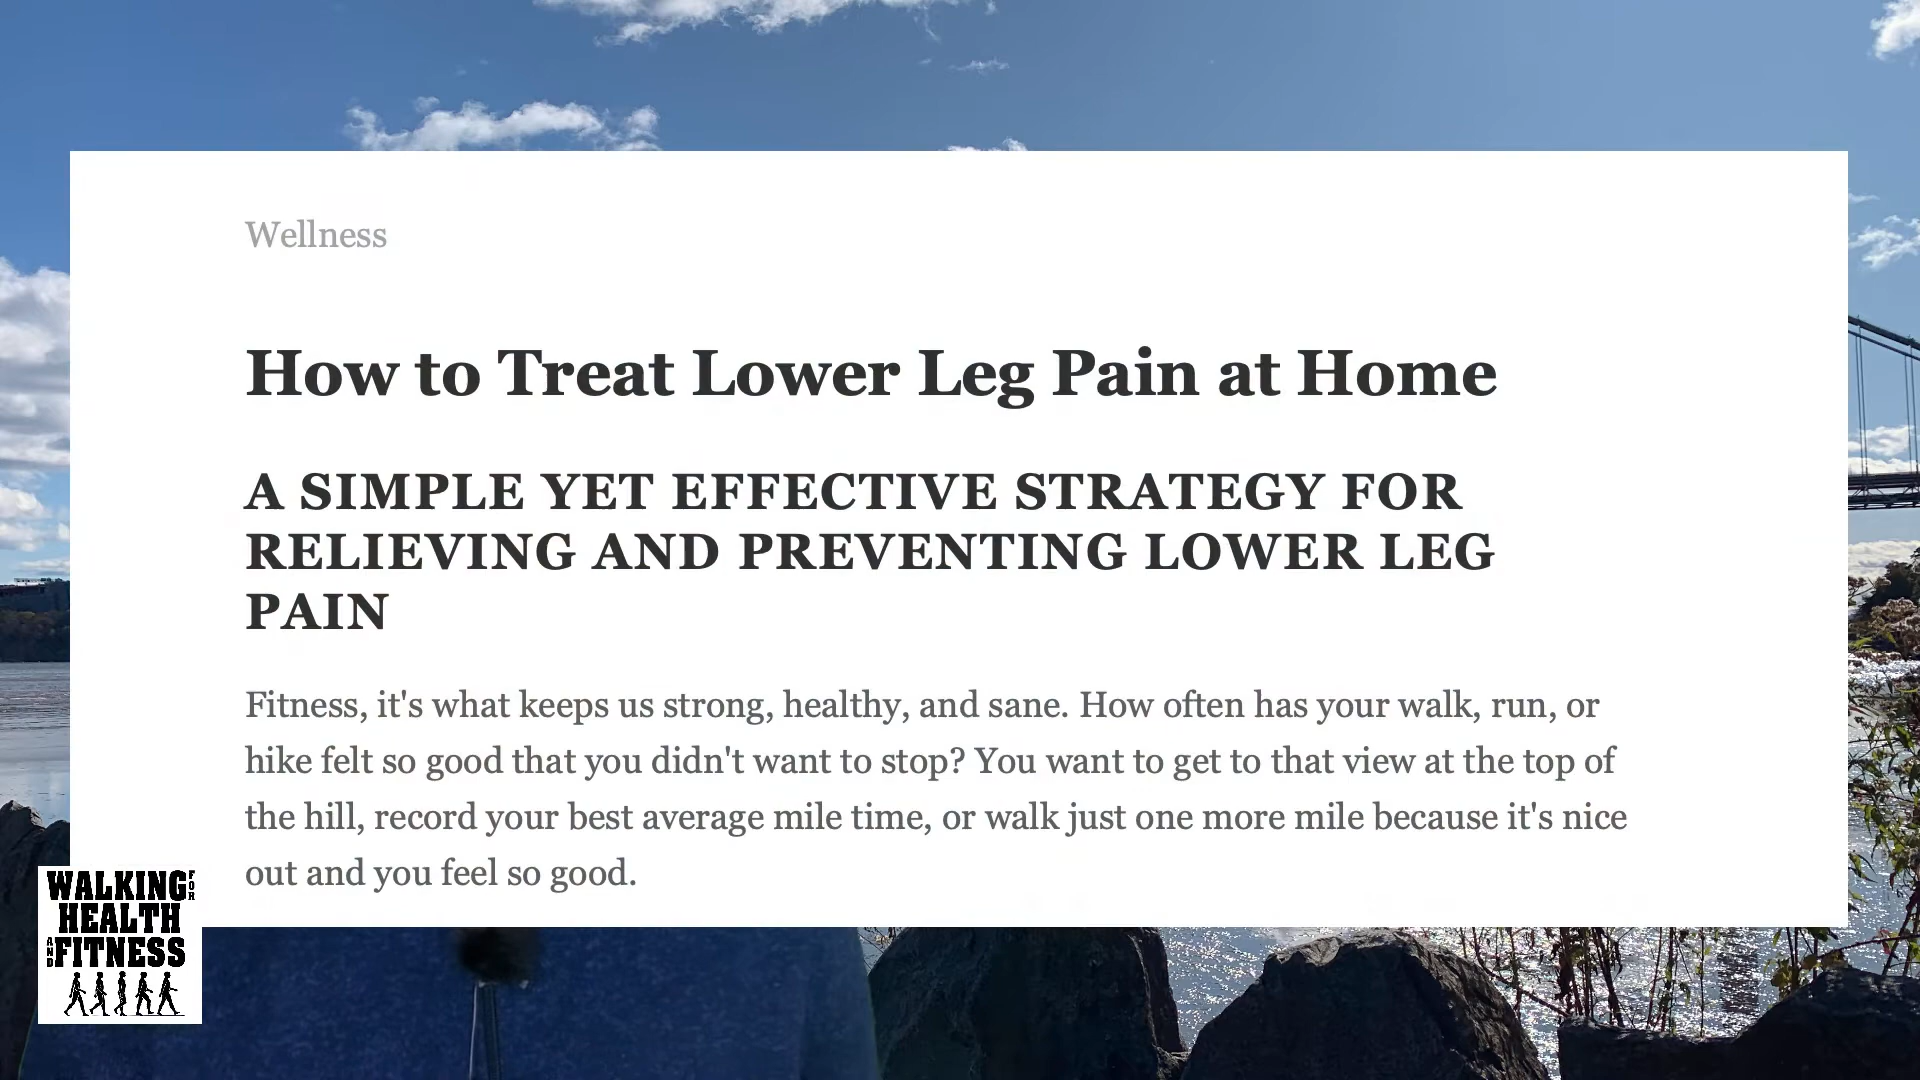 Wellness
How to Treat Lower Leg Pain at Home
A SIMPLE YET EFFECTIVE STRATEGY FOR
RELIEVING AND PREVENTING LOWER LEG
PAIN
Fitness, it's what keeps us strong, healthy, and sane. How often has your walk, run, or
hike felt so good that you didn't want to stop? You want to get to that view at the top of
the hill, record your best average mile time, or walk just one more mile because it's nice
out and you feel so good.
WALKING FOR
HEALTH
AND FITNESS